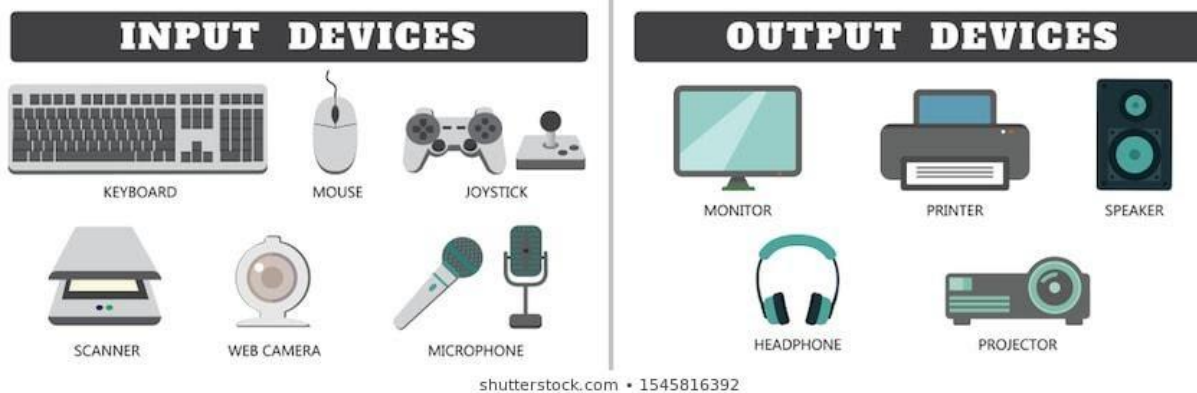 INPUT DEVICES
KEYBOARD
MOUSE
JOYSTICK
SCANNER
WEB CAMERA
MICROPHONE
OUTPUT DEVICES
MONITOR
PRINTER
SPEAKER
HEADPHONE
PROJECTOR
shutterstock.com • 1545816392